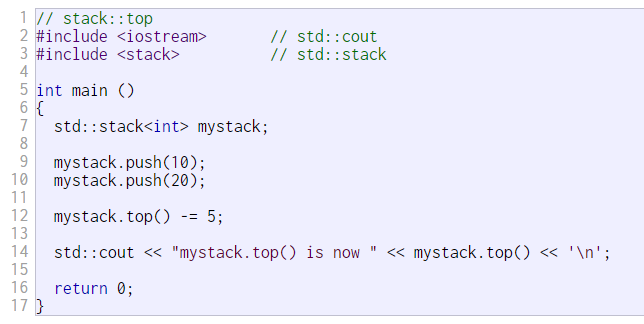 1 // stack::top
2 #include <iostream>       // std::cout
3 #include <stack>          // std::stack
4
5 int main ()
6 {
7   std::stack<int> mystack;
8
9   mystack.push(10);
10   mystack.push(20);
11
12   mystack.top() -= 5;
13
14   std::cout << "mystack.top() is now " << mystack.top() << '\n';
15
16   return 0;
17 }